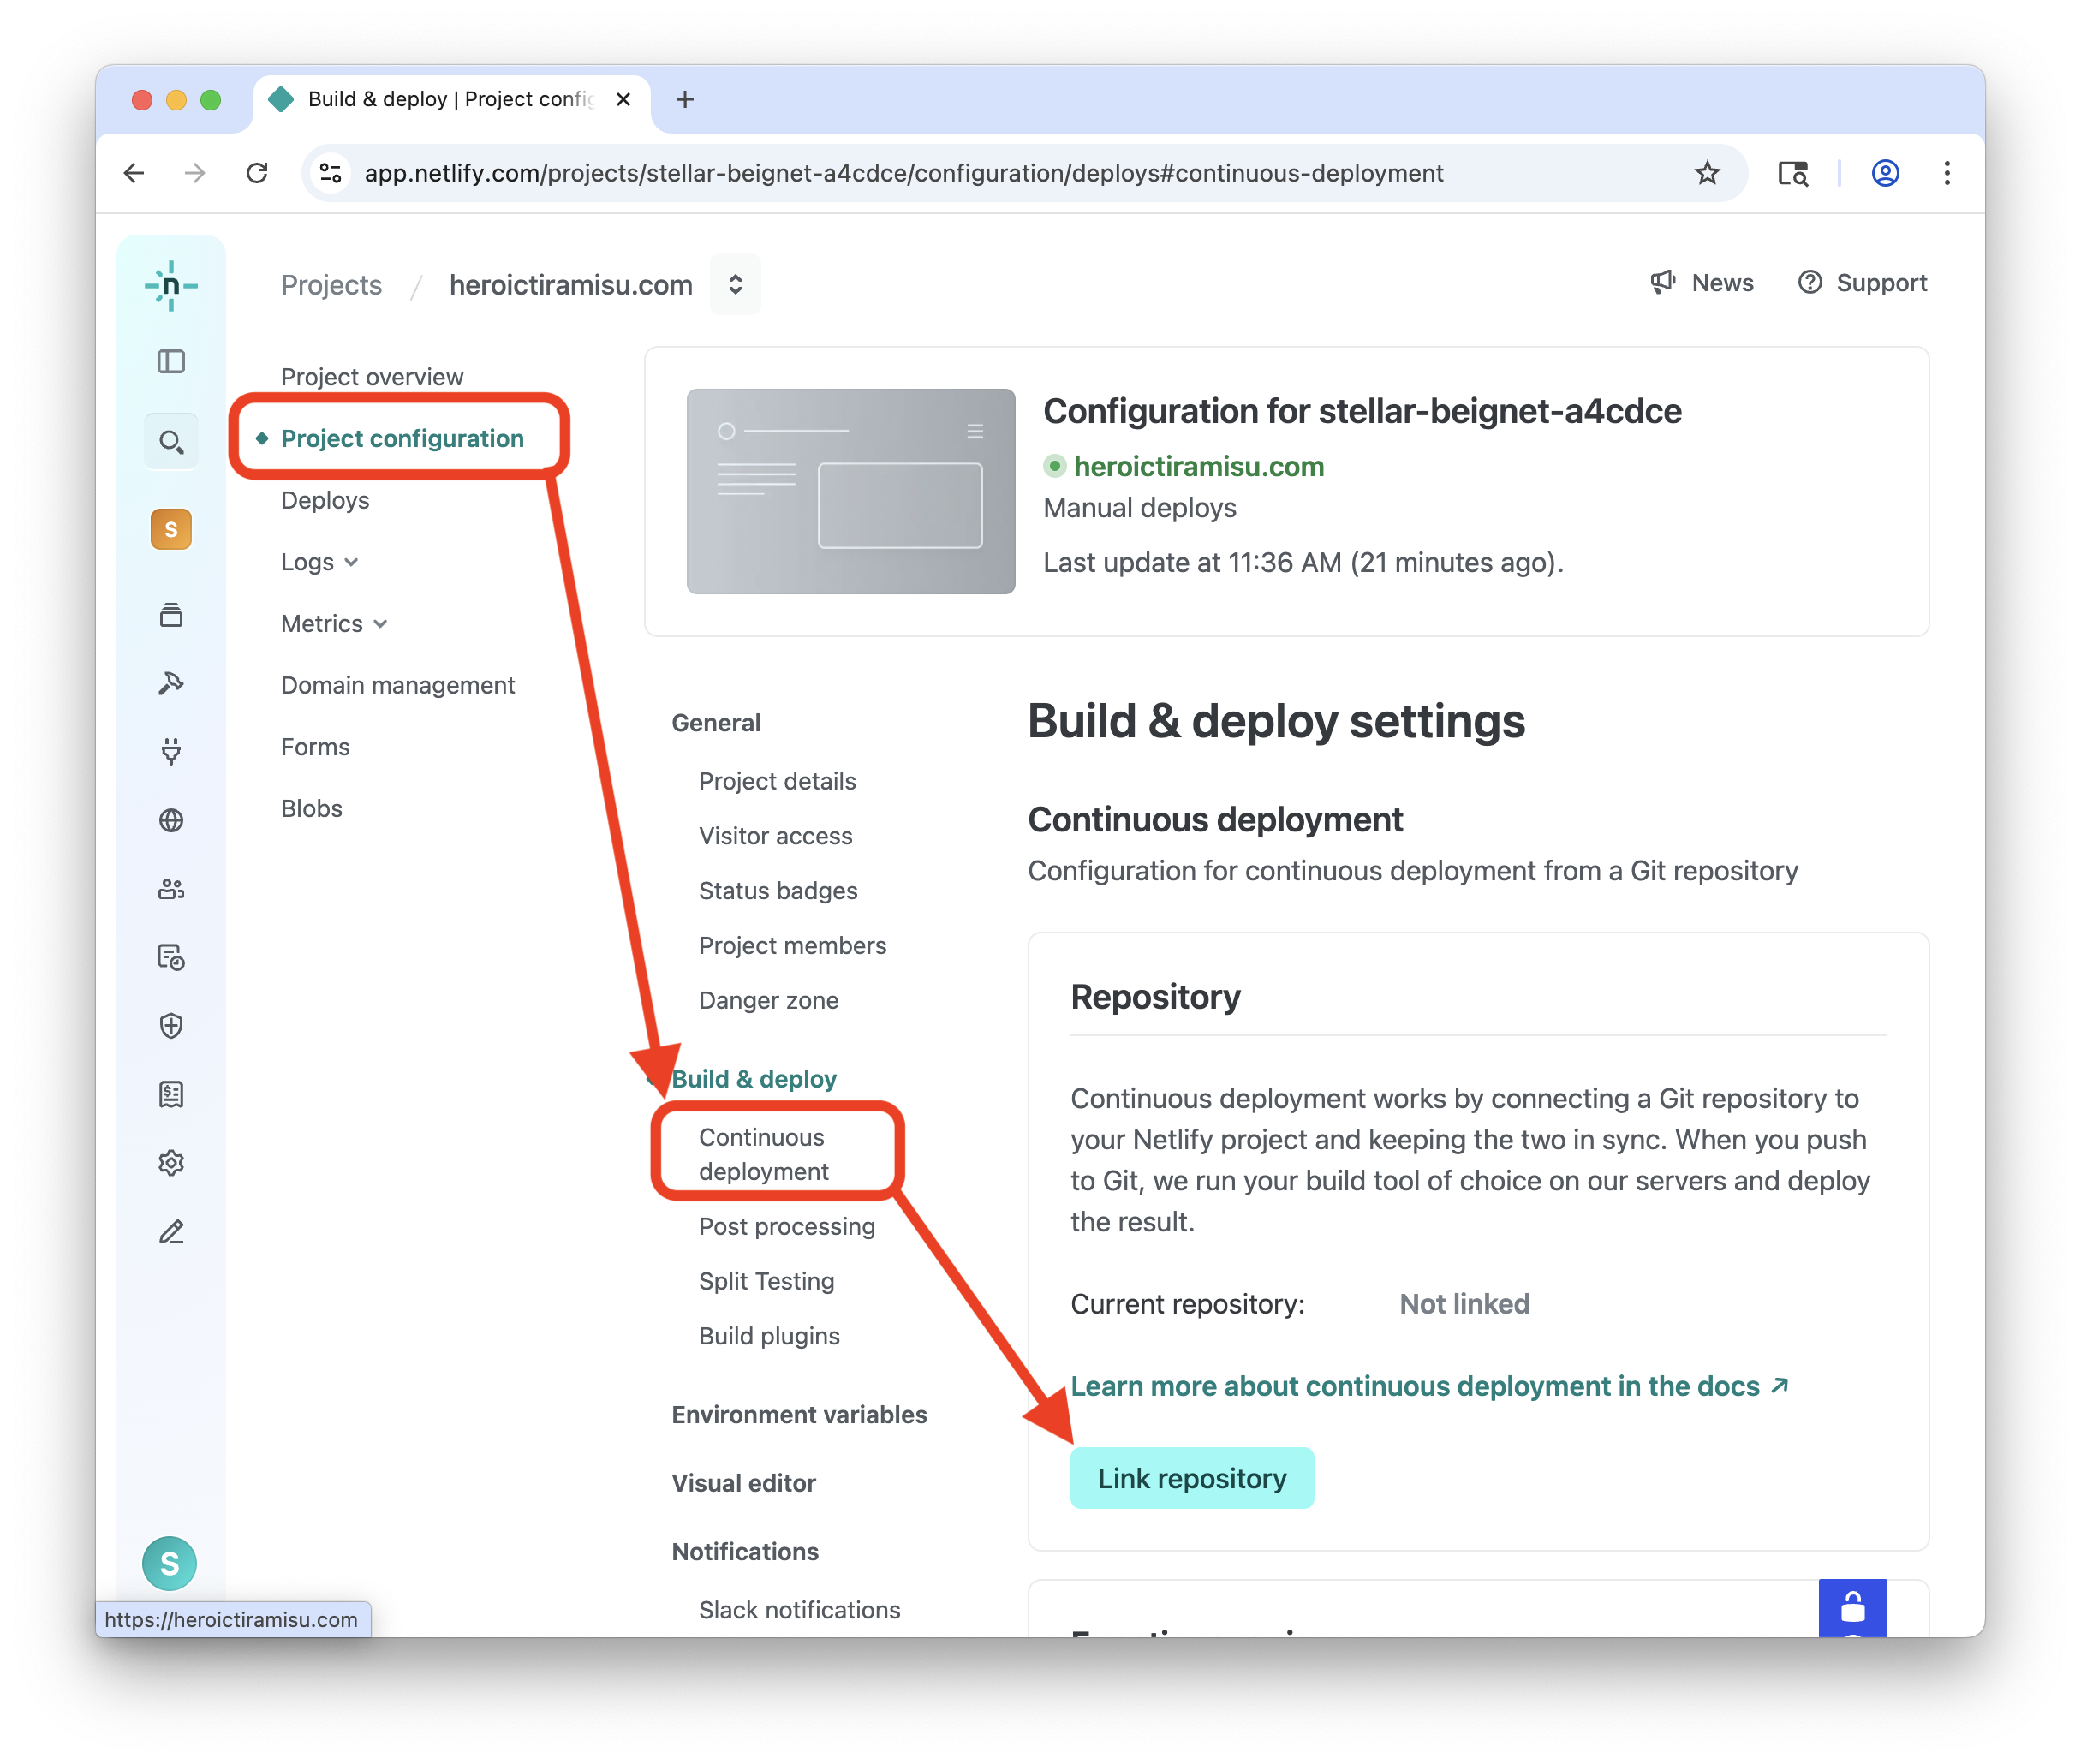 Build & deploy | Project config
app.netlify.com/projects/stellar-beignet-a4cdce/configuration/deploys#continuous-deployment
n
Projects / heroictiramisu.com
News
Support
Project overview
Project configuration
Deploys
Logs
Metrics
Domain management
Forms
Blobs
S
Configuration for stellar-beignet-a4cdce
heroictiramisu.com
Manual deploys
Last update at 11:36 AM (21 minutes ago).
General
Project details
Visitor access
Status badges
Project members
Danger zone
Build & deploy
Continuous
deployment
Post processing
Split Testing
Build plugins
Environment variables
Visual editor
Notifications
Slack notifications
Build & deploy settings
Continuous deployment
Configuration for continuous deployment from a Git repository
Repository
Continuous deployment works by connecting a Git repository to
your Netlify project and keeping the two in sync. When you push
to Git, we run your build tool of choice on our servers and deploy
the result.
Current repository: Not linked
Learn more about continuous deployment in the docs
Link repository
S
https://heroictiramisu.com